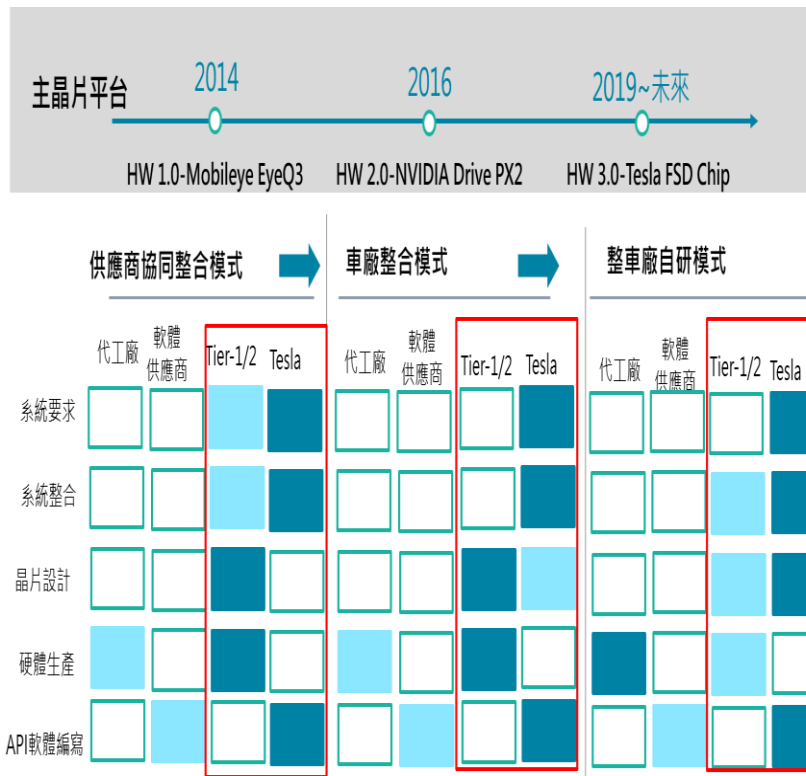 主晶片平台
2014
2016
2019~未來
HW 1.0-Mobileye EyeQ3
HW 2.0-NVIDIA Drive PX2
HW 3.0-Tesla FSD Chip
供應商協同整合模式
車廠整合模式
整車廠自研模式
代工廠
軟體
供應商
Tier-1/2
Tesla
代工廠
軟體
供應商
Tier-1/2
Tesla
代工廠
軟體
供應商
Tier-1/2
Tesla
系統要求
系統整合
晶片設計
硬體生產
API軟體編寫